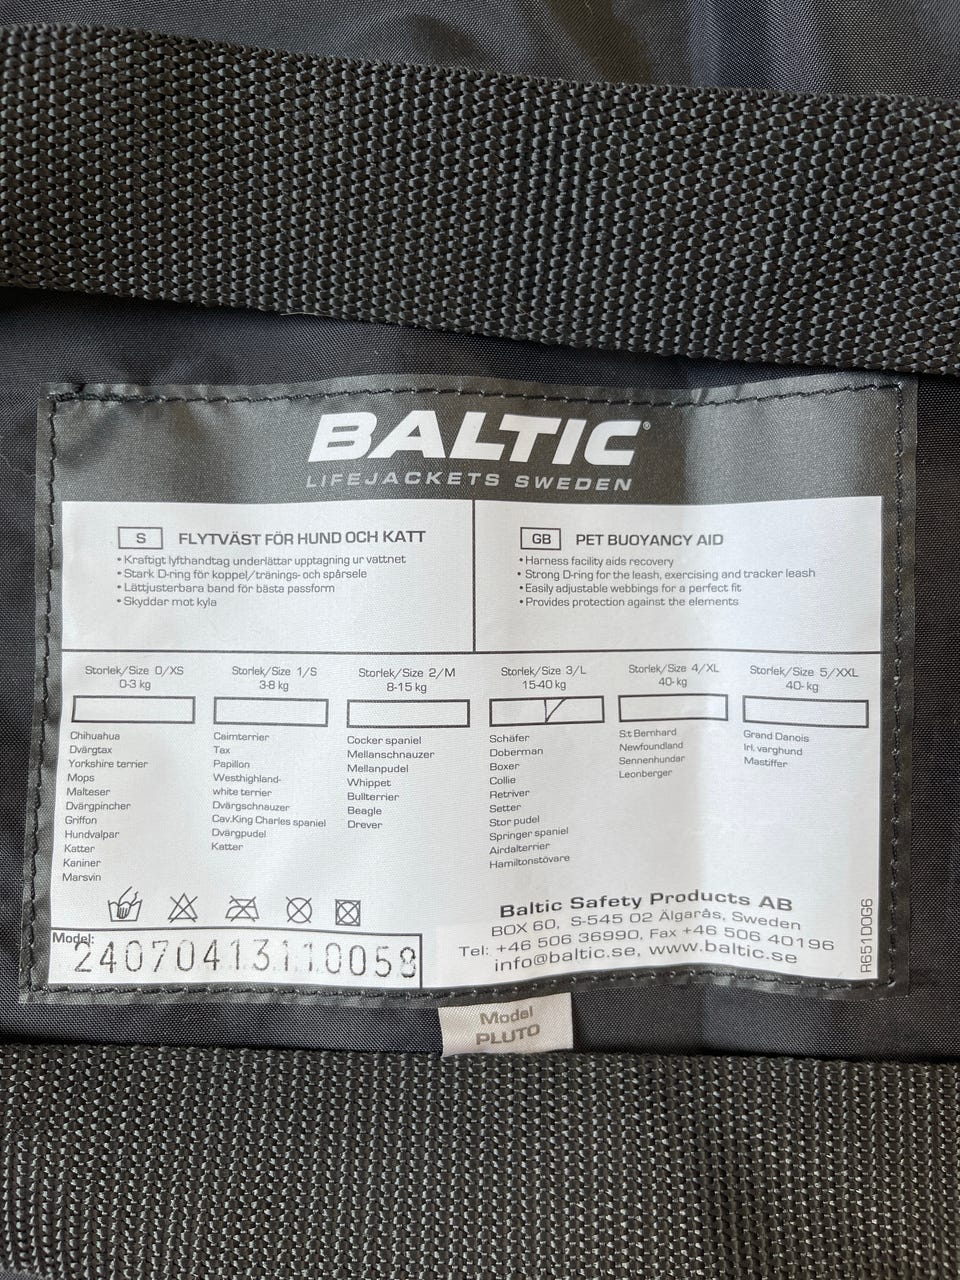 BALTIC®
LIFEJACKETS SWEDEN
S FLYTVÄST FÖR HUND OCH KATT
• Kraftigt lyfthandtag underlättar upptagning ur vattnet
• Stark D-ring för koppel/tränings- och spårsele
• Lättjusterbara band för bästa passform
• Skyddar mot kyla
GB PET BUOYANCY AID
• Harness facility aids recovery
• Strong D-ring for the leash, exercising and tracker leash
• Easily adjustable webbings for a perfect fit
• Provides protection against the elements
Storlek/Size 0/XS
0-3 kg
Chihuahua
Dvärgtax
Yorkshire terrier
Mops
Malteser
Dvärgpincher
Griffon
Hundvalpar
Katter
Kaniner
Marsvin
Storlek/Size 1/S
3-8 kg
Cairnterrier
Tax
Papillon
Westhighland-
white terrier
Dvärgschnauzer
Cav.King Charles spaniel
Dvärgpudel
Katter
Storlek/Size 2/M
8-15 kg
Cocker spaniel
Mellanschnauzer
Mellanpudel
Whippet
Bullterrier
Beagle
Drever
Storlek/Size 3/L
15-40 kg
Schäfer
Doberman
Boxer
Collie
Retriver
Setter
Stor pudel
Springer spaniel
Airdalterrier
Hamiltonstövare
Storlek/Size 4/XL
40- kg
St Bernhard
Newfoundland
Sennenhundar
Leonberger
Storlek/Size 5/XXL
40- kg
Grand Danois
Irl. varghund
Mastiffer
Model:
24070413110059
Baltic Safety Products AB
BOX 60, S-545 02 Älgarås, Sweden
Tel: +46 506 36990, Fax +46 506 40196
info@baltic.se, www.baltic.se
R651DOG6
Model
PLUTO